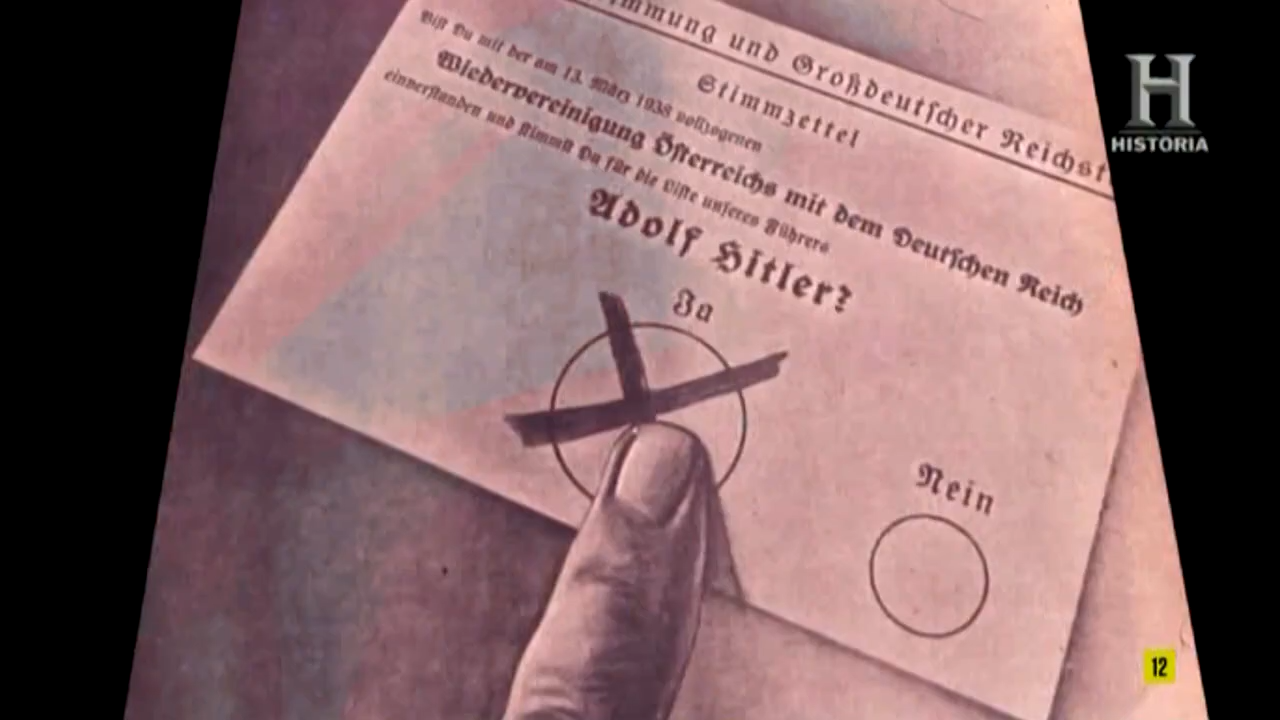 immung und Großdeutscher Reichst
Stimmzettel
Bist Du mit der am 13. März 1938 vollzogenen
Wiedervereinigung Österreichs mit dem Deutschen Reich
einverstanden und stimmst Du für die Liste unseres Führers
Adolf Hitler?
Ja
Nein
H
HISTORIA
12